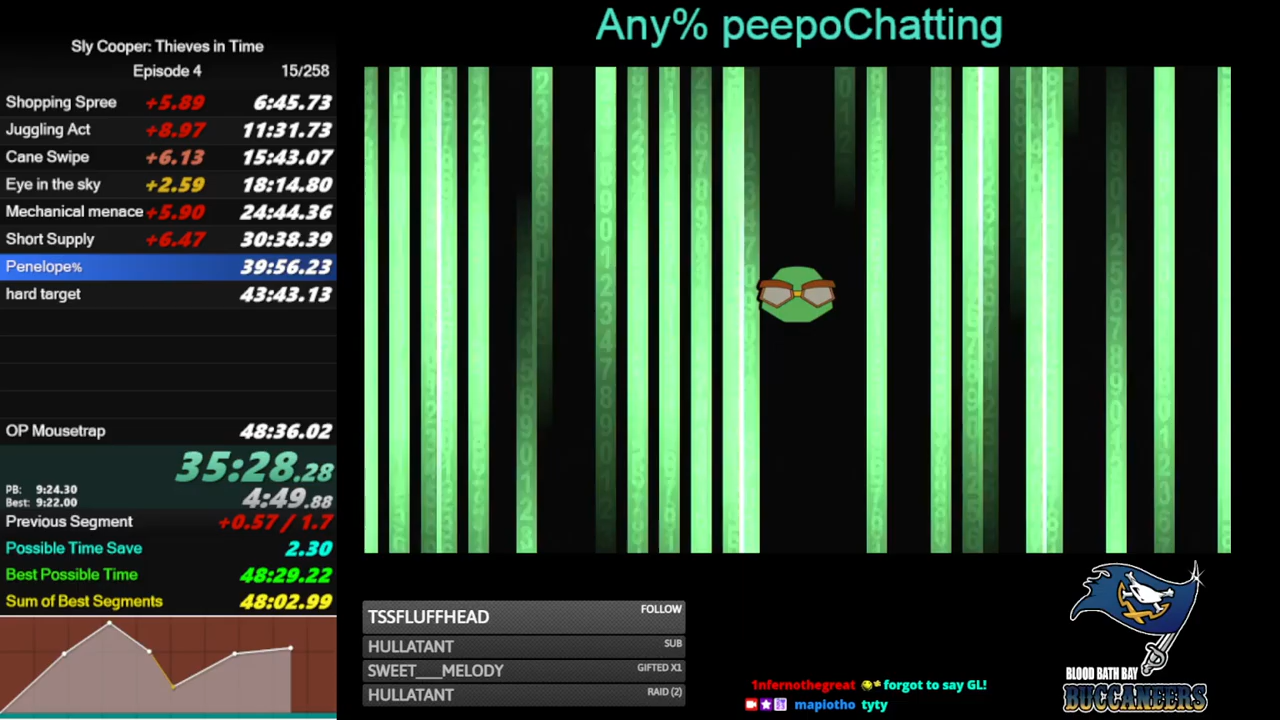 Any% peepoChatting
Sly Cooper: Thieves in Time
Episode 4 15/258
Shopping Spree +5.89 6:45.73
Juggling Act +8.97 11:31.73
Cane Swipe +6.13 15:43.07
Eye in the sky +2.59 18:14.80
Mechanical menace +5.90 24:44.36
Short Supply +6.47 30:38.39
Penelope% 39:56.23
hard target 43:43.13
OP Mousetrap 48:36.02
35:28.28
PB: 9:24.30
Best: 9:22.00
4:49.88
Previous Segment +0.57 / 1.7
Possible Time Save 2.30
Best Possible Time 48:29.22
Sum of Best Segments 48:02.99
TSSFLUFFHEAD FOLLOW
HULLATANT SUB
SWEET___MELODY GIFTED X1
HULLATANT RAID (2)
1nfernothegreat forgot to say GL!
maplotho tyty
BLOOD BATH BAY
BUCCANEERS